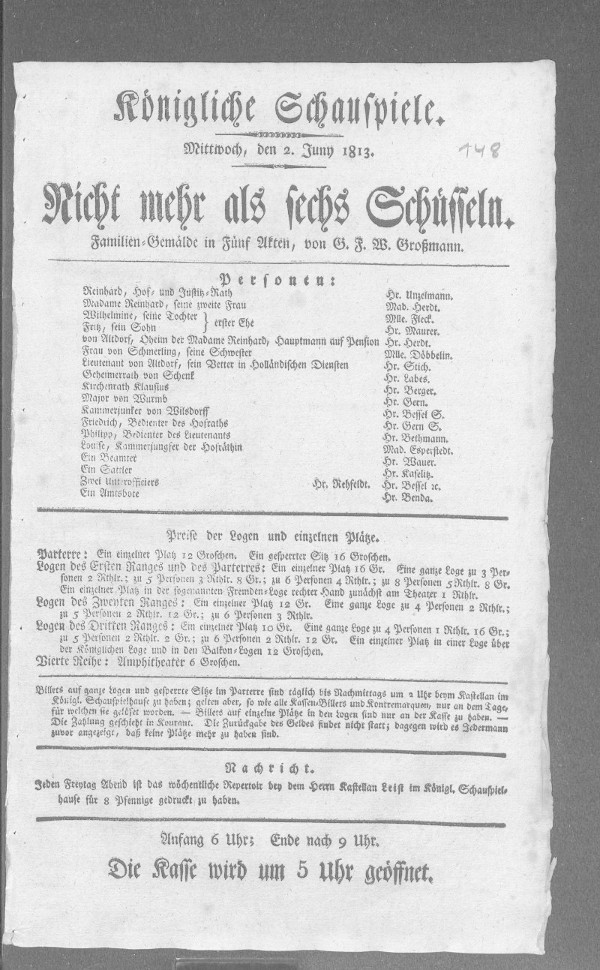 Königliche Schauspiele.
Mittwoch, den 2. Juny 1813.
148
Nicht mehr als sechs Schüsseln.
Familien-Gemälde in Fünf Akten, von G. F. W. Großmann.
Personen:
Reinhard, Hof- und Justitz-Rath Hr. Unzelmann.
Madame Reinhard, seine zweite Frau Mad. Herdt.
Wilhelmine, seine Tochter } erster Ehe Mlle. Fleck.
Fritz, sein Sohn Hr. Maurer.
von Altdorf, Oheim der Madame Reinhard, Hauptmann auf Pension Hr. Herdt.
Frau von Schmerling, seine Schwester Mlle. Döbbelin.
Lieutenant von Altdorf, sein Vetter in Holländischen Diensten Hr. Stich.
Geheimerrath von Schenk Hr. Labes.
Kirchenrath Klausius Hr. Berger.
Major von Wurmb Hr. Gern.
Kammerjunker von Wilsdorff Hr. Bessel S.
Friedrich, Bedienter des Hofraths Hr. Gern S.
Philipp, Bedienter des Lieutenants Hr. Bethmann.
Louise, Kammerjungfer der Hofräthin Mad. Esperstedt.
Ein Beamter Hr. Wauer.
Ein Sattler Hr. Kaselitz.
Zwei Unterofficiers Hr. Rehfeldt. Hr. Bessel ꝛc.
Ein Amtsbote Hr. Benda.
Preise der Logen und einzelnen Plätze.
Parterre: Ein einzelner Platz 12 Groschen. Ein gesperrter Sitz 16 Groschen.
Logen des Ersten Ranges und des Parterres: Ein einzelner Platz 16 Gr. Eine ganze Loge zu 3 Per-
sonen 2 Rthlr.; zu 5 Personen 3 Rthlr. 8 Gr.; zu 6 Personen 4 Rthlr.; zu 8 Personen 5 Rthlr. 8 Gr.
Ein einzelner Platz in der sogenannten Fremden-Loge rechter Hand zunächst am Theater 1 Rthlr.
Logen des Zweyten Ranges: Ein einzelner Platz 12 Gr. Eine ganze Loge zu 4 Personen 2 Rthlr.;
zu 5 Personen 2 Rthlr. 12 Gr.; zu 6 Personen 3 Rthlr.
Logen des Dritten Ranges: Ein einzelner Platz 10 Gr. Eine ganze Loge zu 4 Personen 1 Rthlr. 16 Gr.;
zu 5 Personen 2 Rthlr. 2 Gr.; zu 6 Personen 2 Rthlr. 12 Gr. Ein einzelner Platz in einer Loge über
der Königlichen Loge und in den Balkon-Logen 12 Groschen.
Vierte Reihe: Amphitheater 6 Groschen.
Billets auf ganze Logen und gesperrte Sitze im Parterre sind täglich bis Nachmittags um 2 Uhr beym Kastellan im
Königl. Schauspielhause zu haben; gelten aber, so wie alle Kassen-Billets und Kontremarquen, nur an dem Tage,
für welchen sie gelöset worden. — Billets auf einzelne Plätze in den Logen sind nur an der Kasse zu haben. —
Die Zahlung geschieht in Kourant. Die Zurückgabe des Geldes findet nicht statt; dagegen wird es Jedermann
zuvor angezeigt, daß keine Plätze mehr zu haben sind.
Nachricht.
Jeden Freytag Abend ist das wöchentliche Repertoir bey dem Herrn Kastellan Leist im Königl. Schauspiel-
hause für 8 Pfennige gedruckt zu haben.
Anfang 6 Uhr; Ende nach 9 Uhr.
Die Kasse wird um 5 Uhr geöffnet.